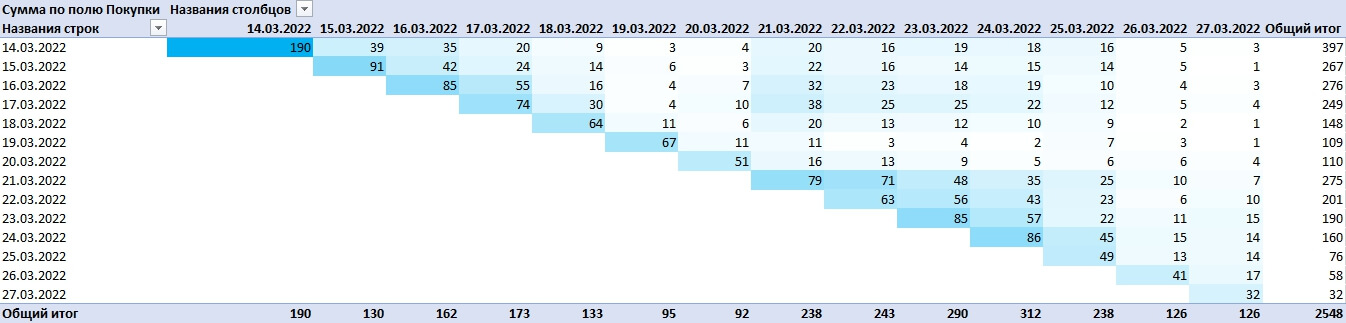 Сумма по полю Покупки Названия столбцов
Названия строк 14.03.2022 15.03.2022 16.03.2022 17.03.2022 18.03.2022 19.03.2022 20.03.2022 21.03.2022 22.03.2022 23.03.2022 24.03.2022 25.03.2022 26.03.2022 27.03.2022 Общий итог
14.03.2022 190 39 35 20 9 3 4 20 16 19 18 16 5 3 397
15.03.2022 91 42 24 14 6 3 22 16 14 15 14 5 1 267
16.03.2022 85 55 16 4 7 32 23 18 19 10 4 3 276
17.03.2022 74 30 4 10 38 25 25 22 12 5 4 249
18.03.2022 64 11 6 20 13 12 10 9 2 1 148
19.03.2022 67 11 11 3 4 2 7 3 1 109
20.03.2022 51 16 13 9 5 6 6 4 110
21.03.2022 79 71 48 35 25 10 7 275
22.03.2022 63 56 43 23 6 10 201
23.03.2022 85 57 22 11 15 190
24.03.2022 86 45 15 14 160
25.03.2022 49 13 14 76
26.03.2022 41 17 58
27.03.2022 32 32
Общий итог 190 130 162 173 133 95 92 238 243 290 312 238 126 126 2548